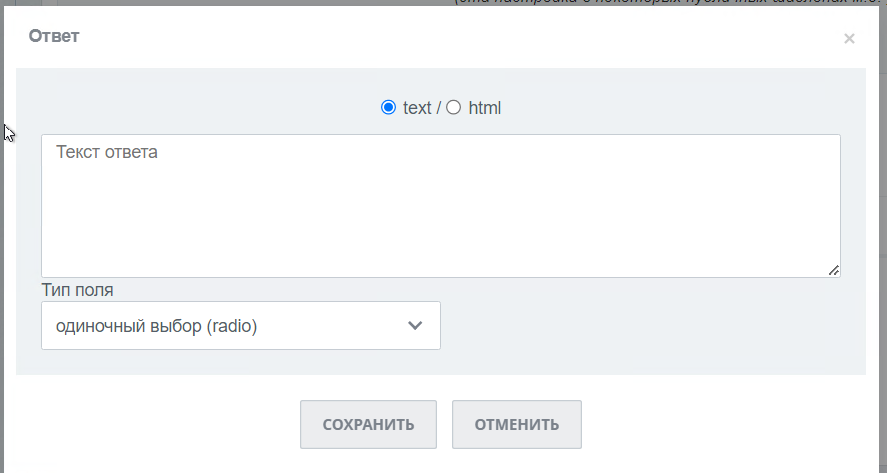 Ответ
×
text / html
Текст ответа
Тип поля
одиночный выбор (radio)
СОХРАНИТЬ ОТМЕНИТЬ